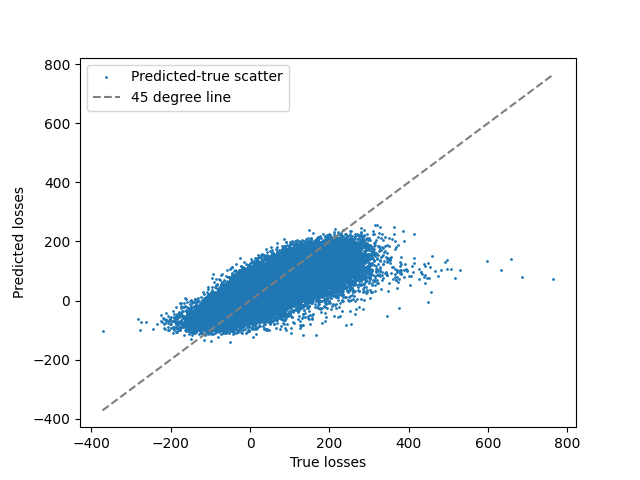 Predicted-true scatter
45 degree line
800
600
400
200
0
−200
−400
Predicted losses
−400 −200 0 200 400 600 800
True losses